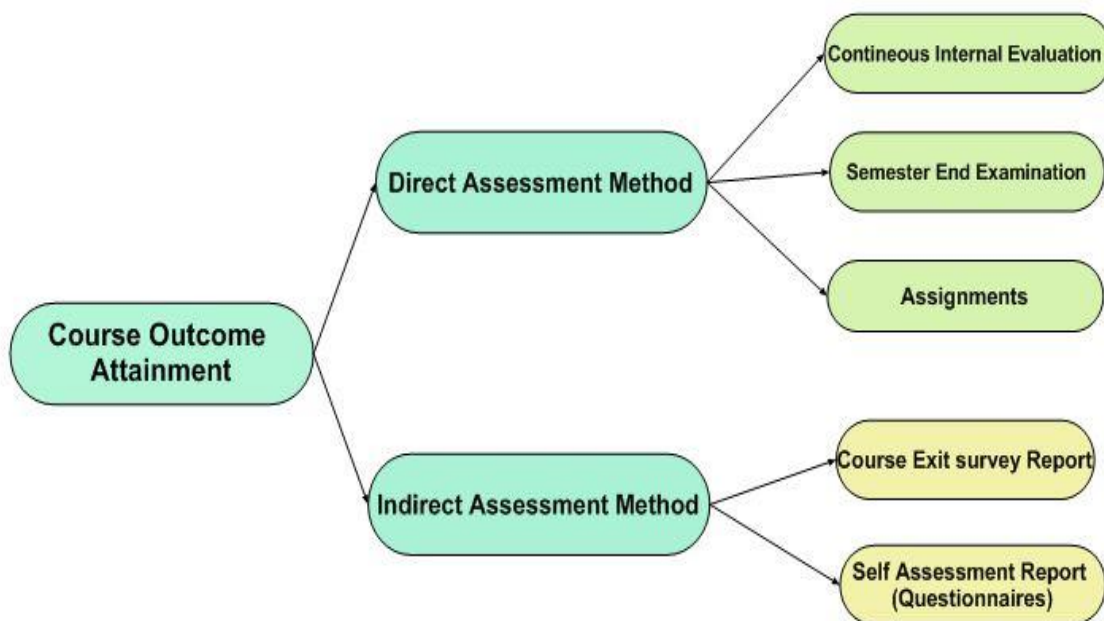 Contineous Internal Evaluation
Direct Assessment Method
Semester End Examination
Assignments
Course Outcome
Attainment
Indirect Assessment Method
Course Exit survey Report
Self Assessment Report
(Questionnaires)